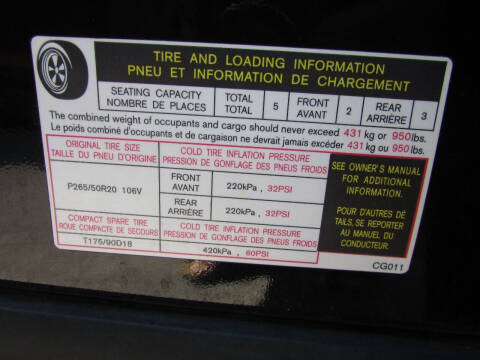 TIRE AND LOADING INFORMATION
PNEU ET INFORMATION DE CHARGEMENT
SEATING CAPACITY
NOMBRE DE PLACES
TOTAL
TOTAL
5
FRONT
AVANT
2
REAR
ARRIÈRE
3
The combined weight of occupants and cargo should never exceed 431 kg or 950 lbs.
Le poids combiné d'occupants et de cargaison ne devrait jamais excéder 431 kg ou 950 lbs.
ORIGINAL TIRE SIZE
TAILLE DU PNEU D'ORIGINE
COLD TIRE INFLATION PRESSURE
PRESSION DE GONFLAGE DES PNEUS FROIDS
P265/50R20 106V
FRONT
AVANT
220kPa , 32PSI
REAR
ARRIÈRE
220kPa , 32PSI
COMPACT SPARE TIRE
ROUE COMPACTE DE SECOURS
COLD TIRE INFLATION PRESSURE
PRESSION DE GONFLAGE DES PNEUS FROIDS
T175/90D18
420kPa , 60PSI
SEE OWNER'S MANUAL
FOR ADDITIONAL
INFORMATION.
POUR D'AUTRES DÉ
TAILS, SE REPORTER
AU MANUEL DU
CONDUCTEUR.
CG011